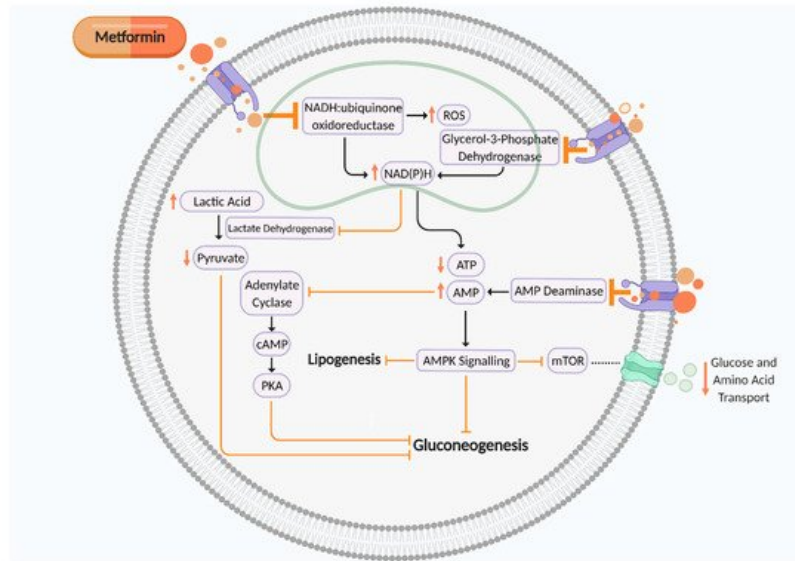 Metformin
NADH:ubiquinone
oxidoreductase
ROS
Glycerol-3-Phosphate
Dehydrogenase
NAD(P)H
Lactic Acid
Lactate Dehydrogenase
Pyruvate
ATP
Adenylate
Cyclase
AMP
AMP Deaminase
cAMP
Lipogenesis
AMPK Signalling
mTOR
Glucose and
Amino Acid
Transport
PKA
Gluconeogenesis